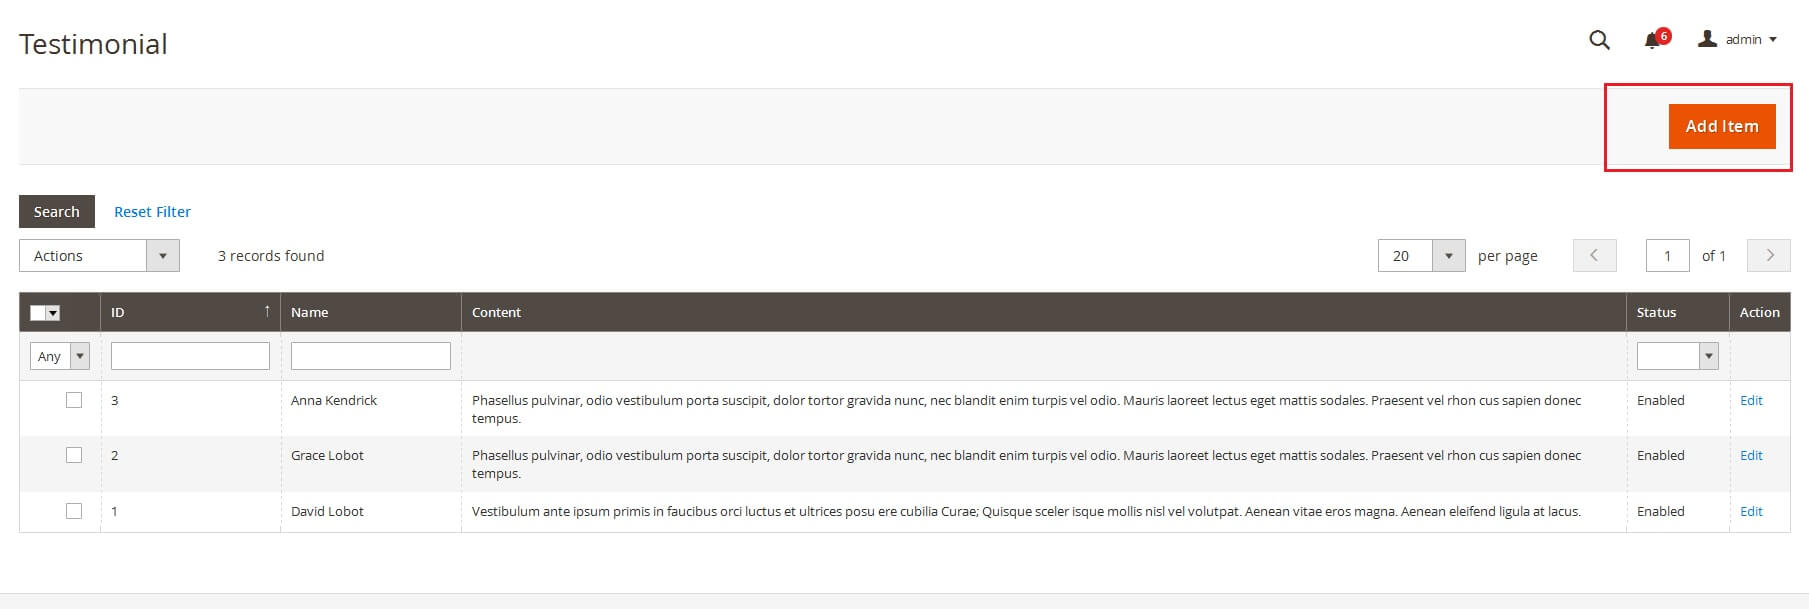 Testimonial
6
admin
Add Item
Search
Reset Filter
Actions
3 records found
20
per page
1
of 1
ID
Name
Content
Status
Action
Any
3
Anna Kendrick
Phasellus pulvinar, odio vestibulum porta suscipit, dolor tortor gravida nunc, nec blandit enim turpis vel odio. Mauris laoreet lectus eget mattis sodales. Praesent vel rhon cus sapien donec
tempus.
Enabled
Edit
2
Grace Lobot
Phasellus pulvinar, odio vestibulum porta suscipit, dolor tortor gravida nunc, nec blandit enim turpis vel odio. Mauris laoreet lectus eget mattis sodales. Praesent vel rhon cus sapien donec
tempus.
Enabled
Edit
1
David Lobot
Vestibulum ante ipsum primis in faucibus orci luctus et ultrices posu ere cubilia Curae; Quisque sceler isque mollis nisl vel volutpat. Aenean vitae eros magna. Aenean eleifend ligula at lacus.
Enabled
Edit